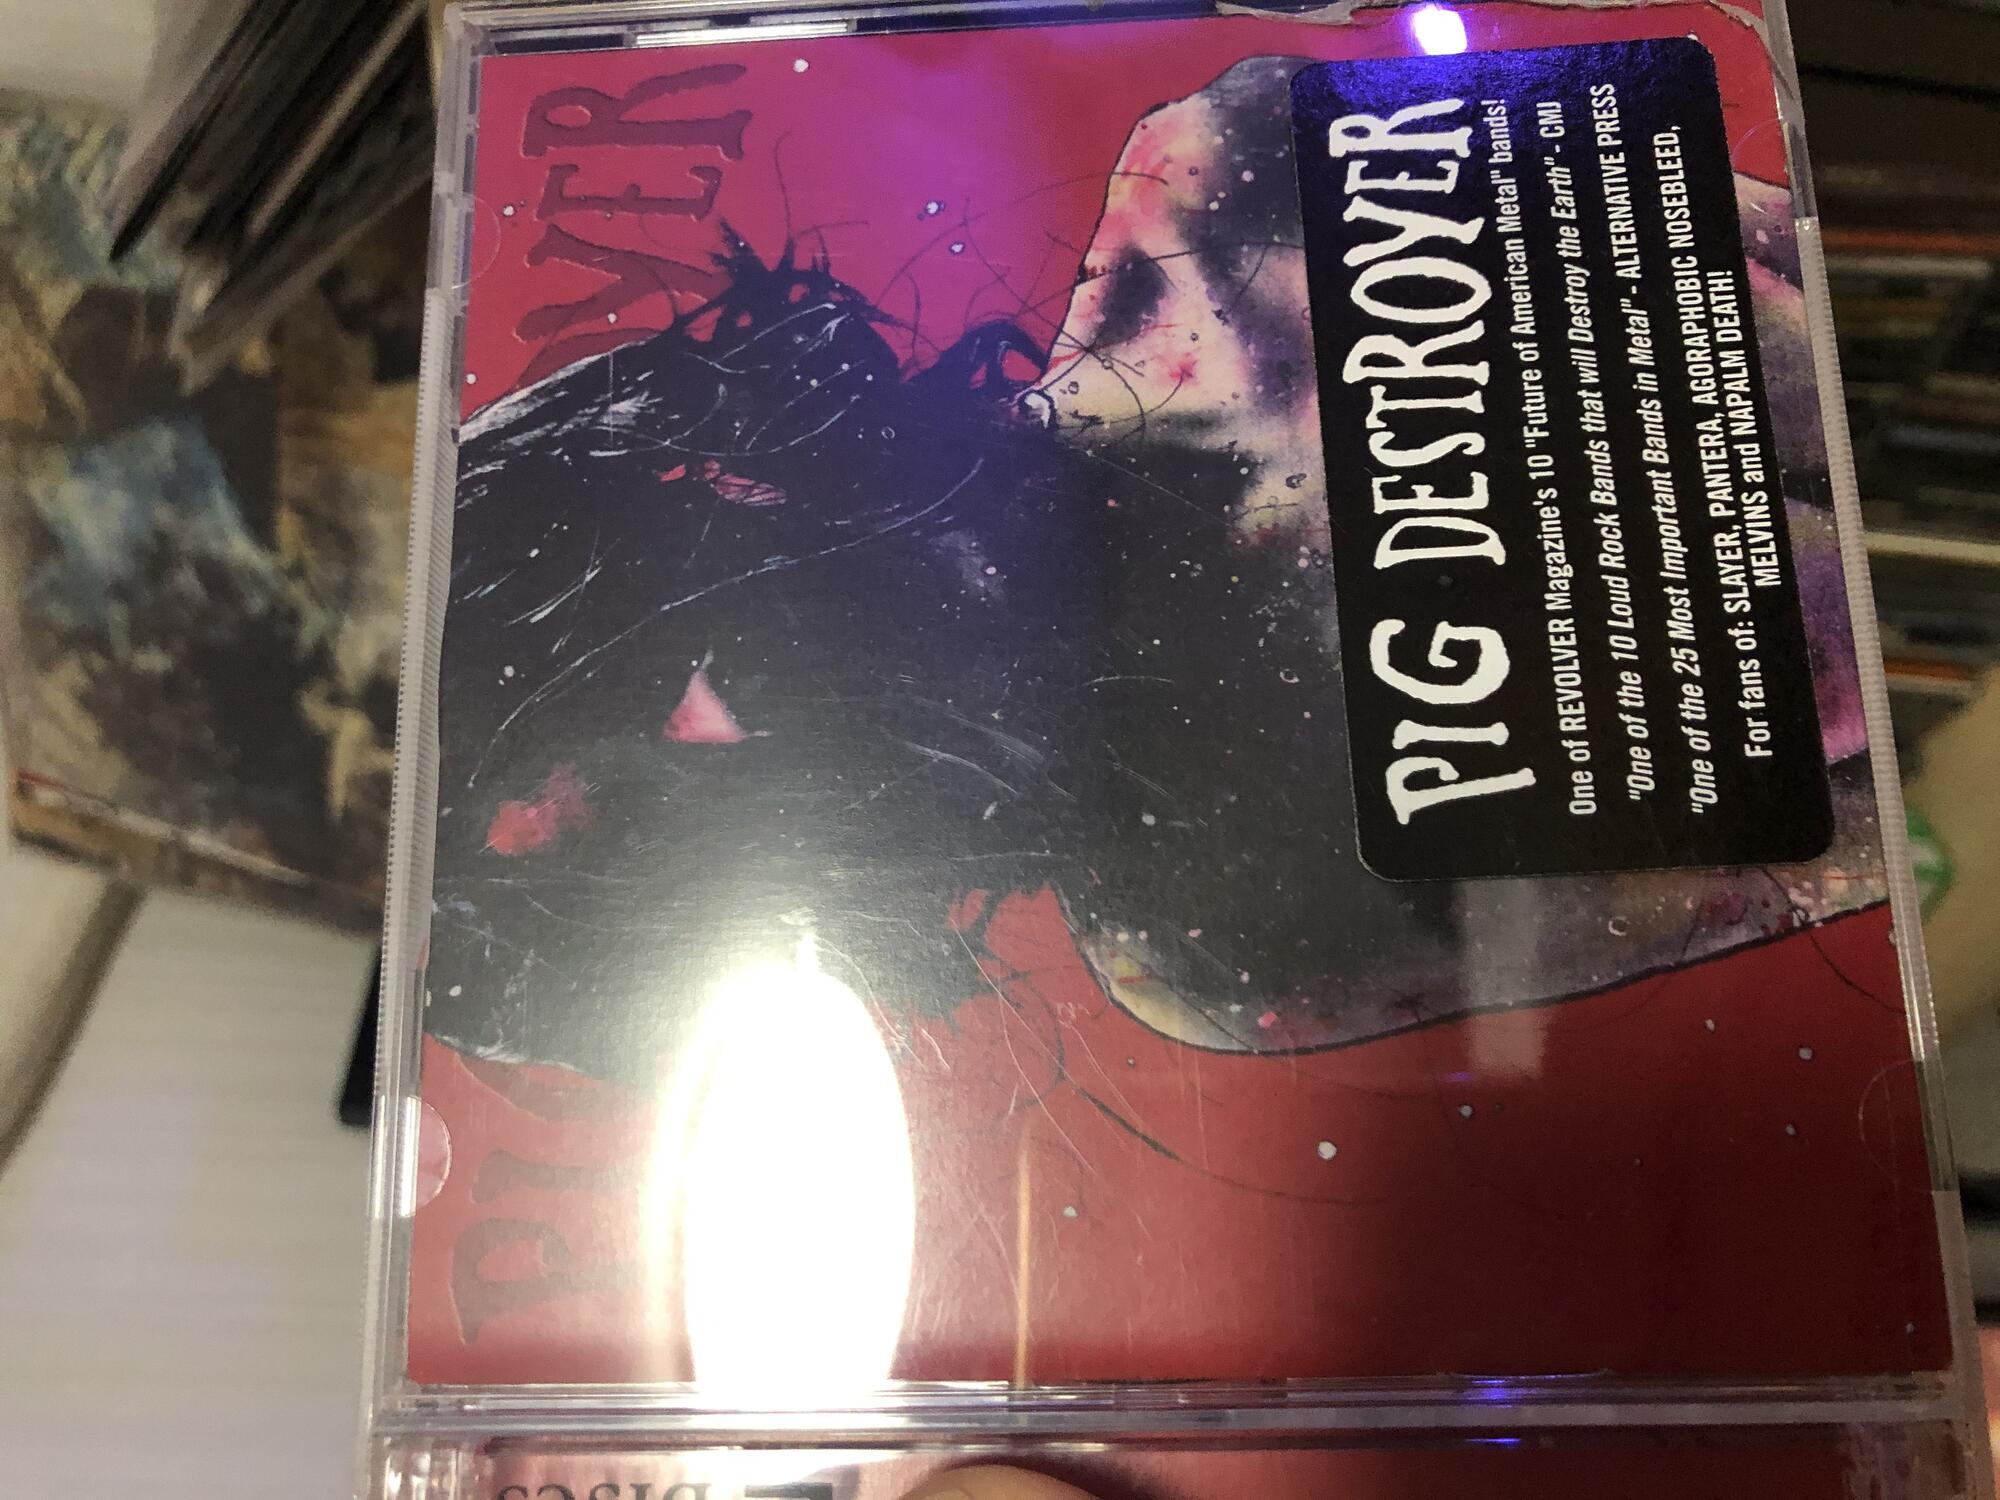 PIG DESTROYER
One of REVOLVER Magazine's 10 "Future of American Metal" bands!
"One of the 10 Loud Rock Bands that will Destroy the Earth" - CMJ
"One of the 25 Most Important Bands in Metal" - ALTERNATIVE PRESS
For fans of: SLAYER, PANTERA, AGORAPHOBIC NOSEBLEED,
MELVINS and NAPALM DEATH!
PI YER
Discs